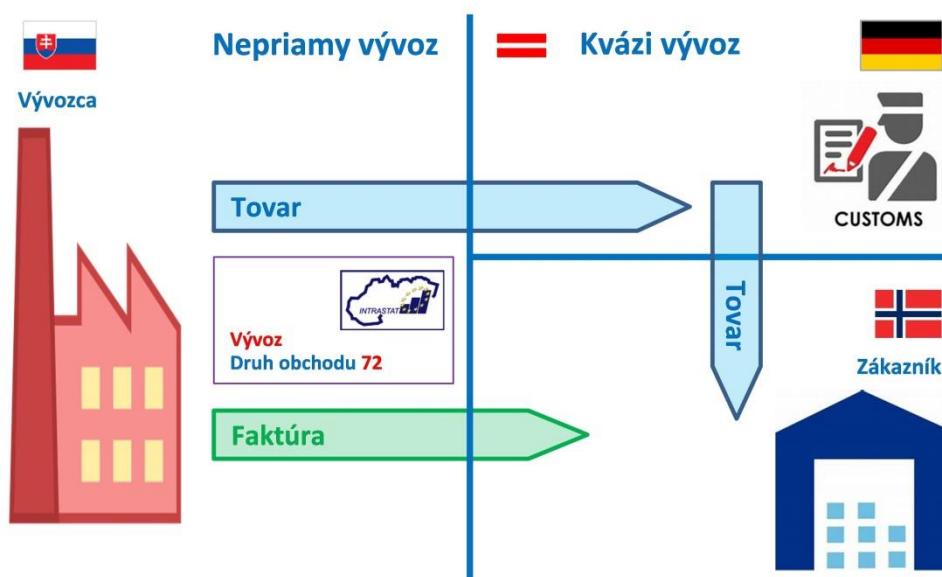 Nepriamy vývoz
Kvázi vývoz
Vývozca
Tovar
CUSTOMS
INTRASTAT
Vývoz
Druh obchodu 72
Tovar
Zákazník
Faktúra